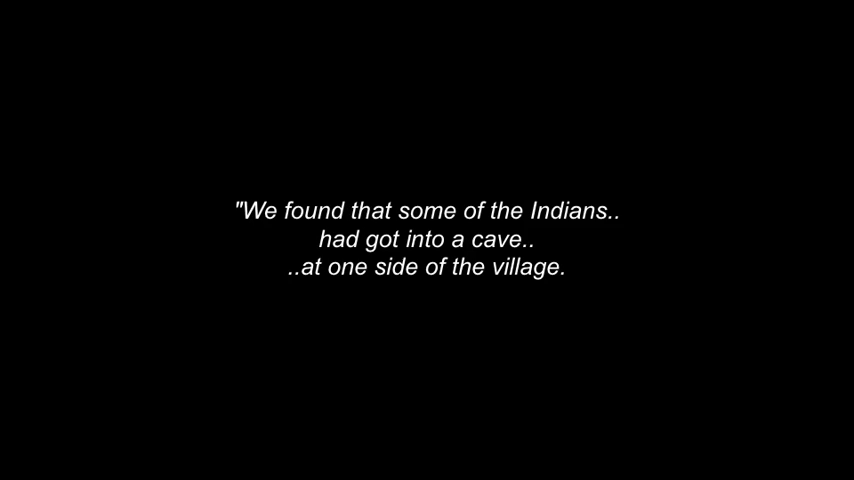 "We found that some of the Indians..
had got into a cave..
..at one side of the village.